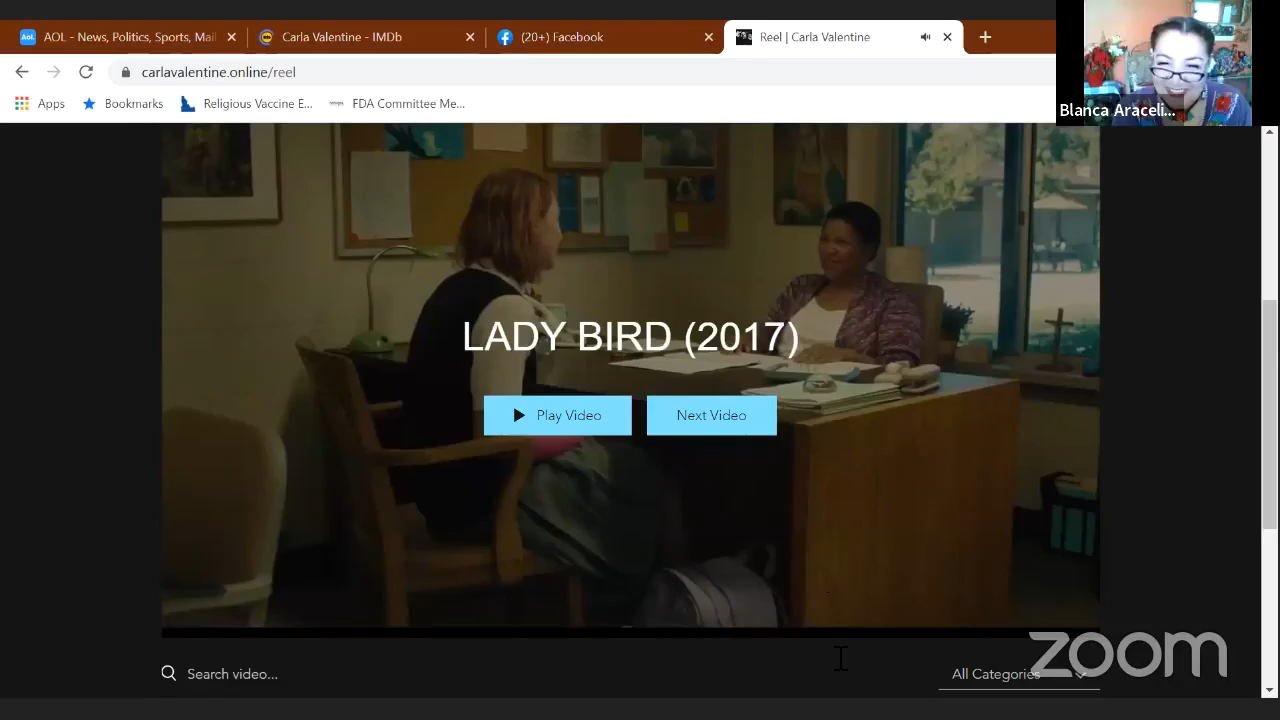 Aol. AOL - News, Politics, Sports, Mail
Carla Valentine - IMDb
(20+) Facebook
Reel | Carla Valentine
carlavalentine.online/reel
Apps
Bookmarks
Religious Vaccine E...
FDA Committee Me...
Blanca Araceli...
LADY BIRD (2017)
Play Video
Next Video
Search video...
All Categories
zoom